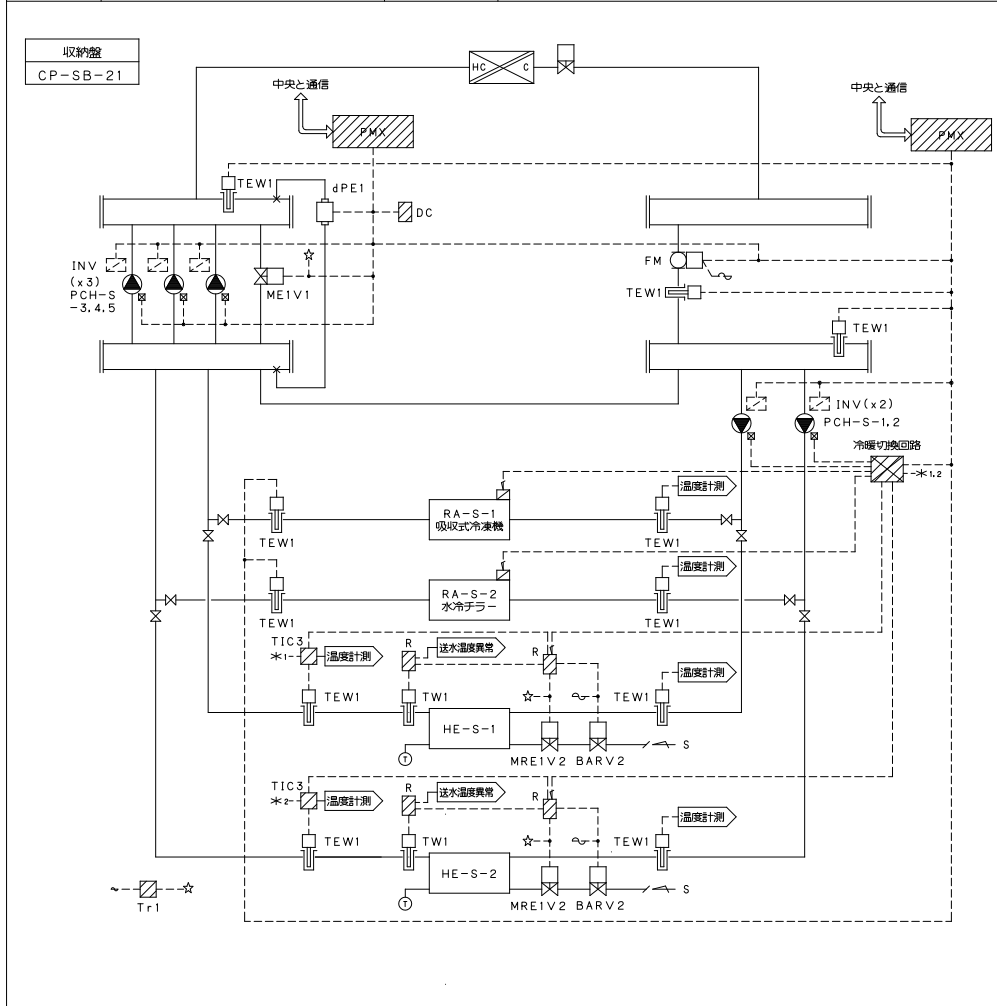 収納盤
CP-SB-21
HC C
中央と通信
PMX
中央と通信
PMX
TEW1
dPE1
DC
INV
(x3)
PCH-S
-3,4,5
ME1V1
FM
TEW1
TEW1
INV(x2)
PCH-S-1,2
冷暖切換回路
1,2
温度計測
RA-S-1
吸収式冷凍機
TEW1
TEW1
温度計測
RA-S-2
水冷チラー
TEW1
TEW1
TIC3
1
温度計測
R
送水温度異常
R
温度計測
TEW1
TW1
TEW1
HE-S-1
T
S
MRE1V2
BARV2
TIC3
2
温度計測
R
送水温度異常
R
温度計測
TEW1
TW1
TEW1
HE-S-2
T
S
MRE1V2
BARV2
Tr1